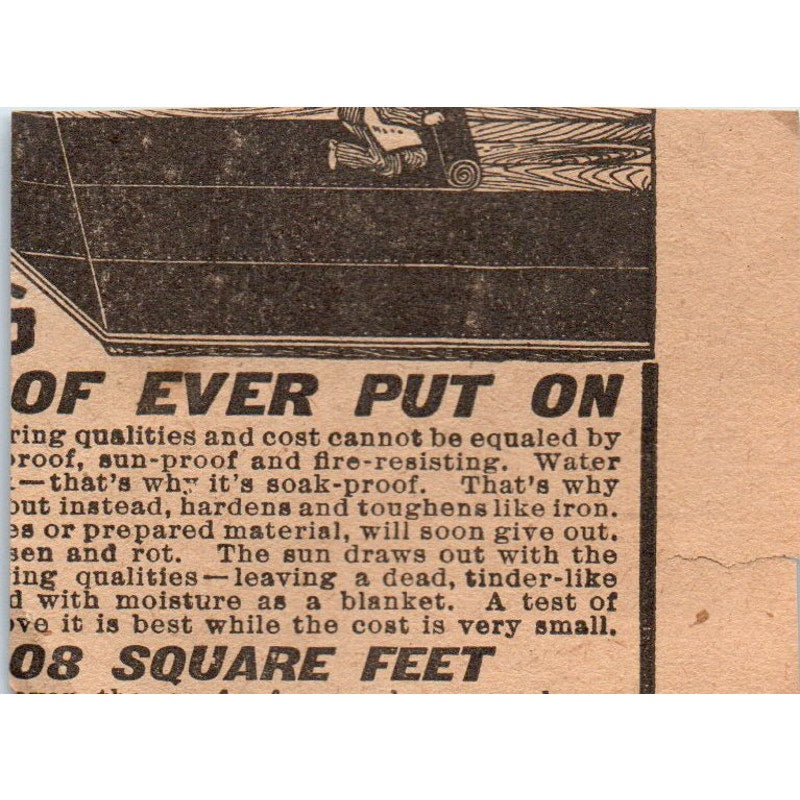 G
OF EVER PUT ON
ring qualities and cost cannot be equaled by
proof, sun-proof and fire-resisting. Water
—that's why it's soak-proof. That's why
out instead, hardens and toughens like iron.
es or prepared material, will soon give out.
sen and rot. The sun draws out with the
ing qualities—leaving a dead, tinder-like
d with moisture as a blanket. A test of
ove it is best while the cost is very small.
08 SQUARE FEET